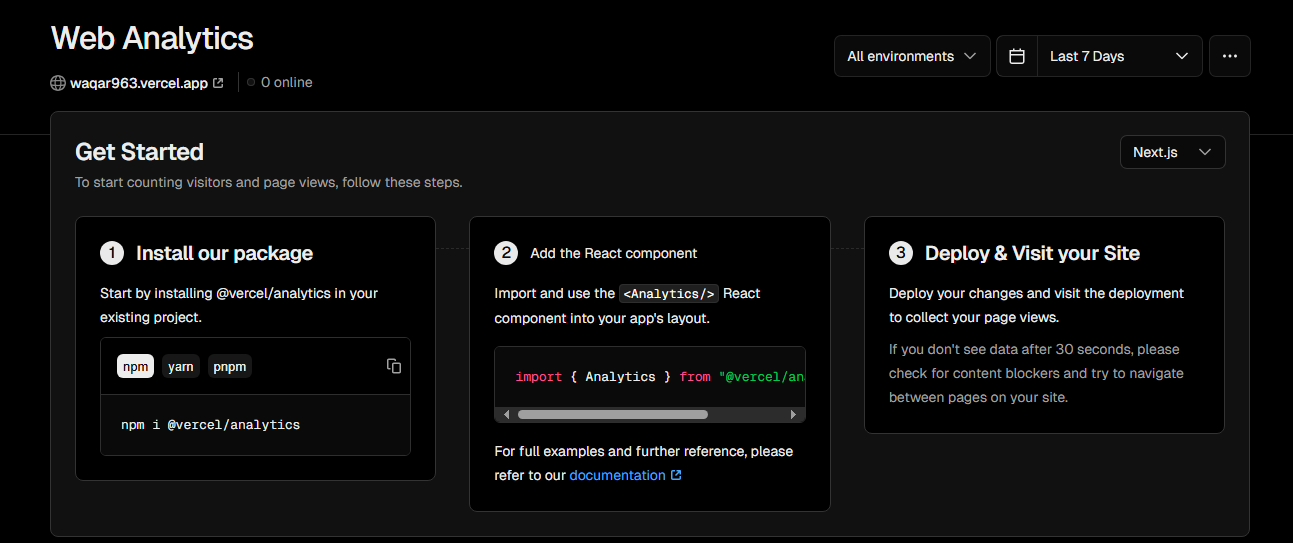 Web Analytics
All environments
Last 7 Days
waqar963.vercel.app
0 online
Get Started
Next.js
To start counting visitors and page views, follow these steps.
1 Install our package
Start by installing @vercel/analytics in your
existing project.
npm yarn pnpm
npm i @vercel/analytics
2 Add the React component
Import and use the <Analytics/> React
component into your app's layout.
import { Analytics } from "@vercel/an
For full examples and further reference, please
refer to our documentation
3 Deploy & Visit your Site
Deploy your changes and visit the deployment
to collect your page views.
If you don't see data after 30 seconds, please
check for content blockers and try to navigate
between pages on your site.